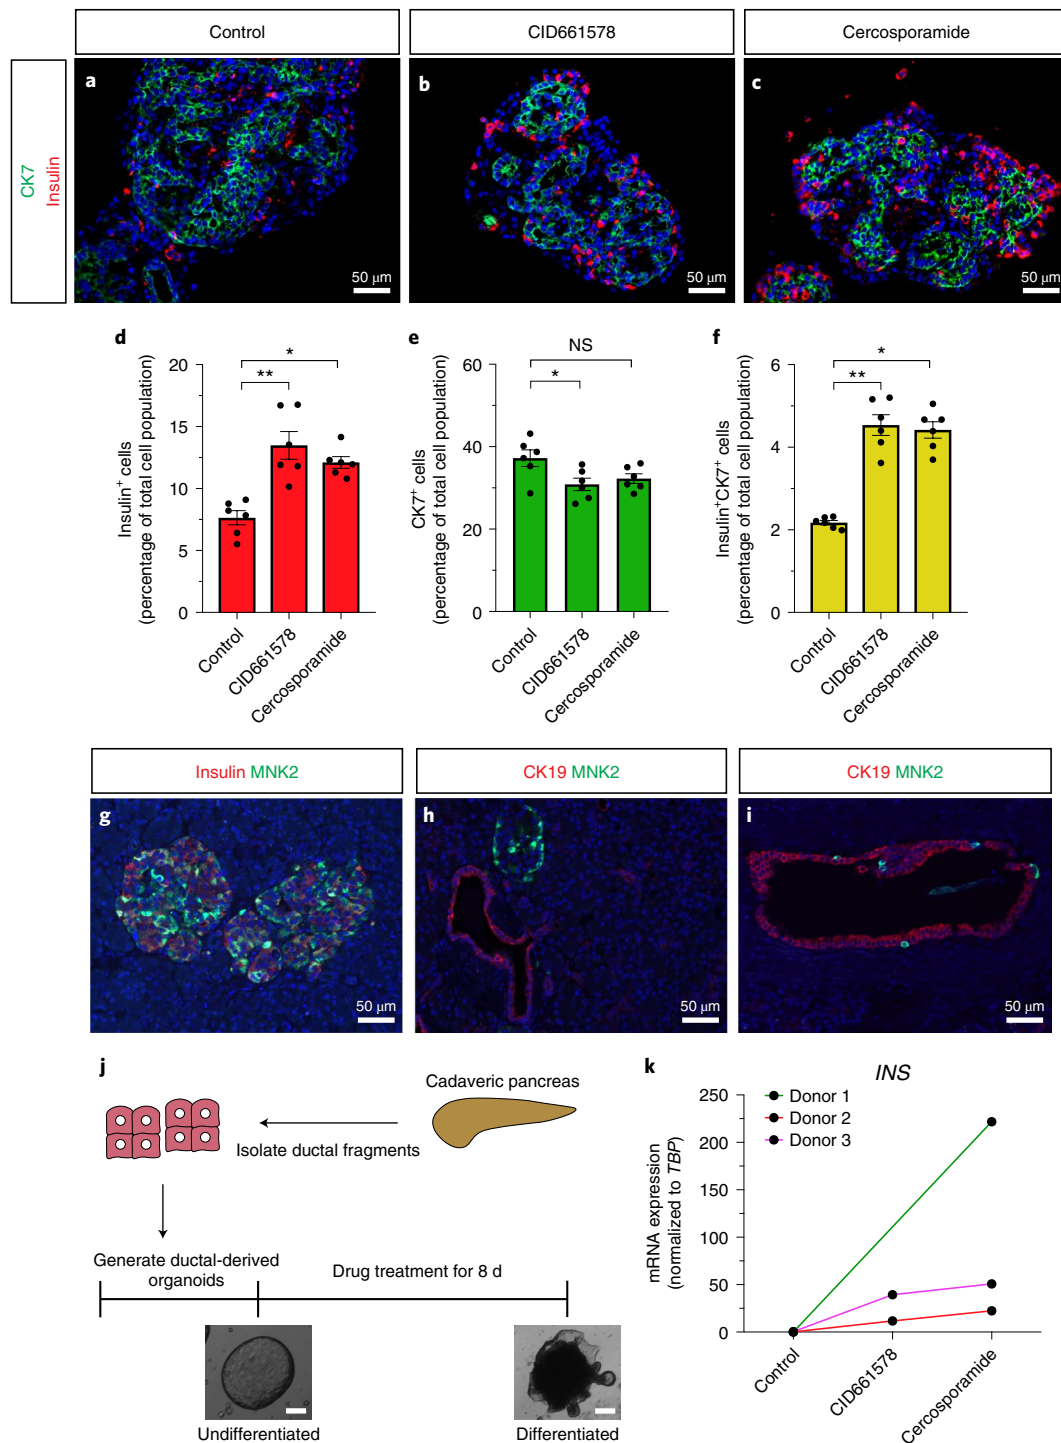 Control
CID661578
Cercosporamide
CK7
Insulin
a
b
c
50 μm
50 μm
50 μm
d
Insulin+ cells
(percentage of total cell population)
20
15
10
5
0
*
**
Control
CID661578
Cercosporamide
e
CK7+ cells
(percentage of total cell population)
60
40
20
0
NS
*
Control
CID661578
Cercosporamide
f
Insulin+CK7+ cells
(percentage of total cell population)
6
4
2
0
*
**
Control
CID661578
Cercosporamide
Insulin MNK2
CK19 MNK2
CK19 MNK2
g
h
i
50 μm
50 μm
50 μm
j
Cadaveric pancreas
Isolate ductal fragments
Generate ductal-derived
organoids
Drug treatment for 8 d
Undifferentiated
Differentiated
k
INS
mRNA expression
(normalized to TBP)
250
200
150
100
50
0
Donor 1
Donor 2
Donor 3
Control
CID661578
Cercosporamide